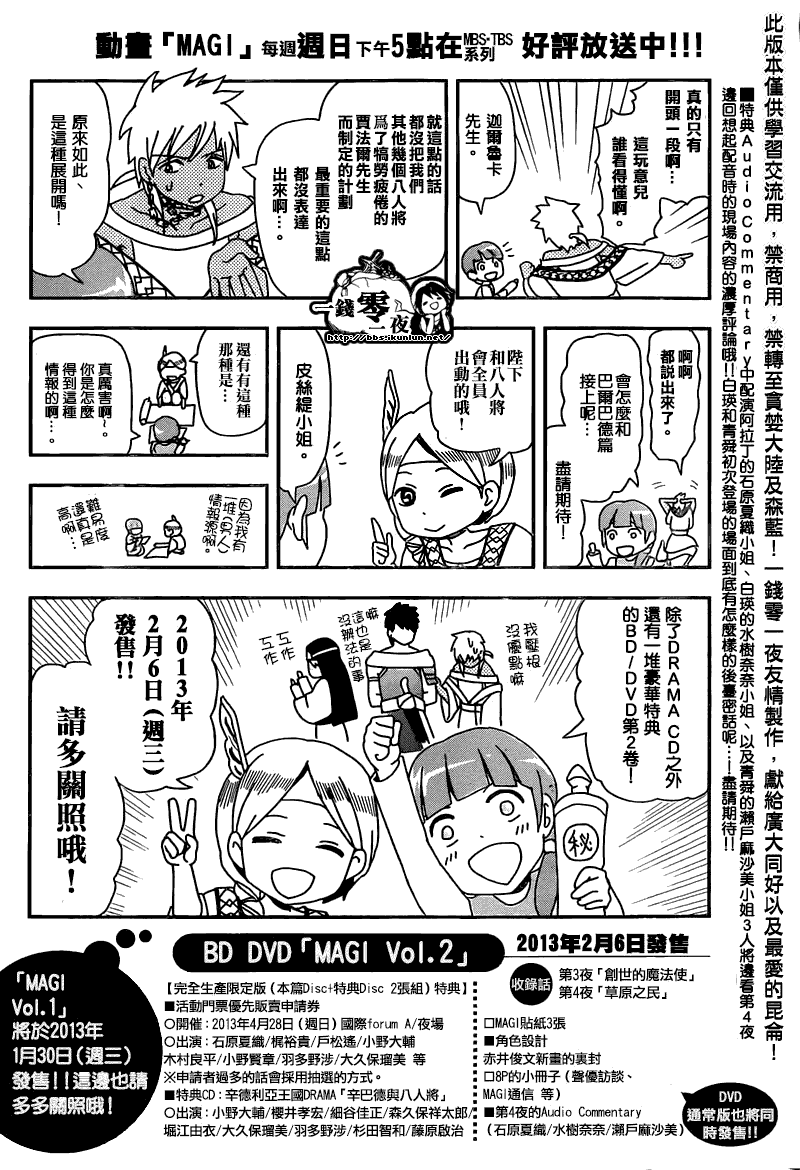 動畫「MAGI」每週週日下午5點在MBS・TBS系列 好評放送中!!!
此版本僅供學習交流用，禁商用，禁轉至貪婪大陸及森藍！一錢零一夜友情製作，獻給廣大同好以及最愛的昆侖！
■特典Audio Commentary中配演阿拉丁的石原夏織小姐、白瑛的水樹奈奈小姐、以及青舜的瀨戶麻沙美小姐3人將邊看第4夜
邊回想起配音時的現場內容的濃厚評論哦!!白瑛和青舜初次登場的場面到底有怎麼樣的後臺密話呢…―盡請期待!!
真的只有
開頭一段啊…
這玩意兒
誰看得懂啊。
迦爾魯卡
先生。
就這點的話
都沒把我們
其他幾個八人將
為了犒勞疲倦的
賈法爾先生
而制定的計劃
最重要的這點
都沒表達
出來啊…。
原來如此、
是這種展開嗎！
一錢零一夜
http://bbs.ikunlun.net/
啊啊
都說出來了。
會怎麼和
巴爾巴德篇
接上呢…
盡請期待！
陛下
和八人將
會全員
出動的哦！
皮絲緹小姐。
還有有這種
那種是…
真厲害啊~。
你是怎麼
得到這種
情報的啊…。
因為我有
一堆男人
情報源啊。
難易度
還真是
高啊…
除了DRAMA CD之外
還有一堆豪華特典
的BD/DVD第2卷！
我壓根
沒優點嘛
這也是
沒辦法的事
嘛
工作
工作
2013年
2月6日(週三)
發售!!
請多關照哦！
秘
BD DVD「MAGI Vol.2」
2013年2月6日發售
「MAGI
Vol.1」
將於2013年
1月30日(週三)
發售!!這邊也請
多多關照哦！
【完全生產限定版(本篇Disc+特典Disc 2張組)特典】
■活動門票優先販賣申請券
○開催：2013年4月28日(週日)國際forum A/夜場
○出演：石原夏織/梶裕貴/戶松遙/小野大輔
木村良平/小野賢章/羽多野涉/大久保瑠美 等
※申請者過多的話會採用抽選的方式。
■特典CD：辛德利亞王國DRAMA「辛巴德與八人將」
○出演：小野大輔/櫻井孝宏/細谷佳正/森久保祥太郎/
堀江由衣/大久保瑠美/羽多野涉/杉田智和/藤原啟治
收錄話
第3夜「創世的魔法使」
第4夜「草原之民」
□MAGI貼紙3張
■角色設計
赤井俊文新畫的裏封
□8P的小冊子(聲優訪談、
MAGI通信 等)
■第4夜的Audio Commentary
(石原夏織/水樹奈奈/瀨戶麻沙美)
DVD
通常版也將同
時發售!!